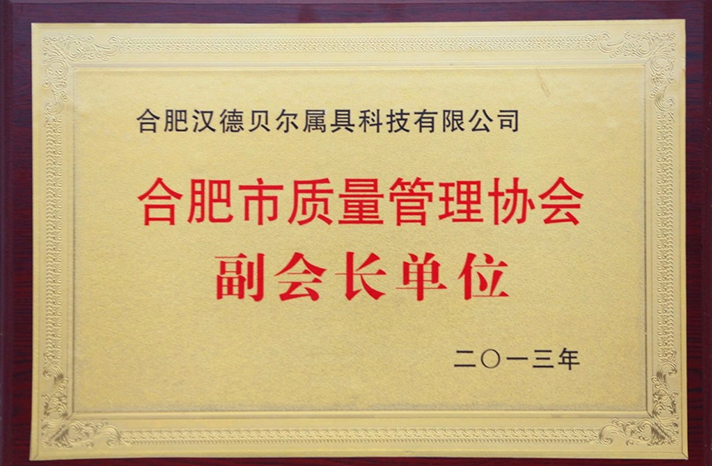 合肥汉德贝尔属具科技有限公司
合肥市质量管理协会
副会长单位
二〇一三年